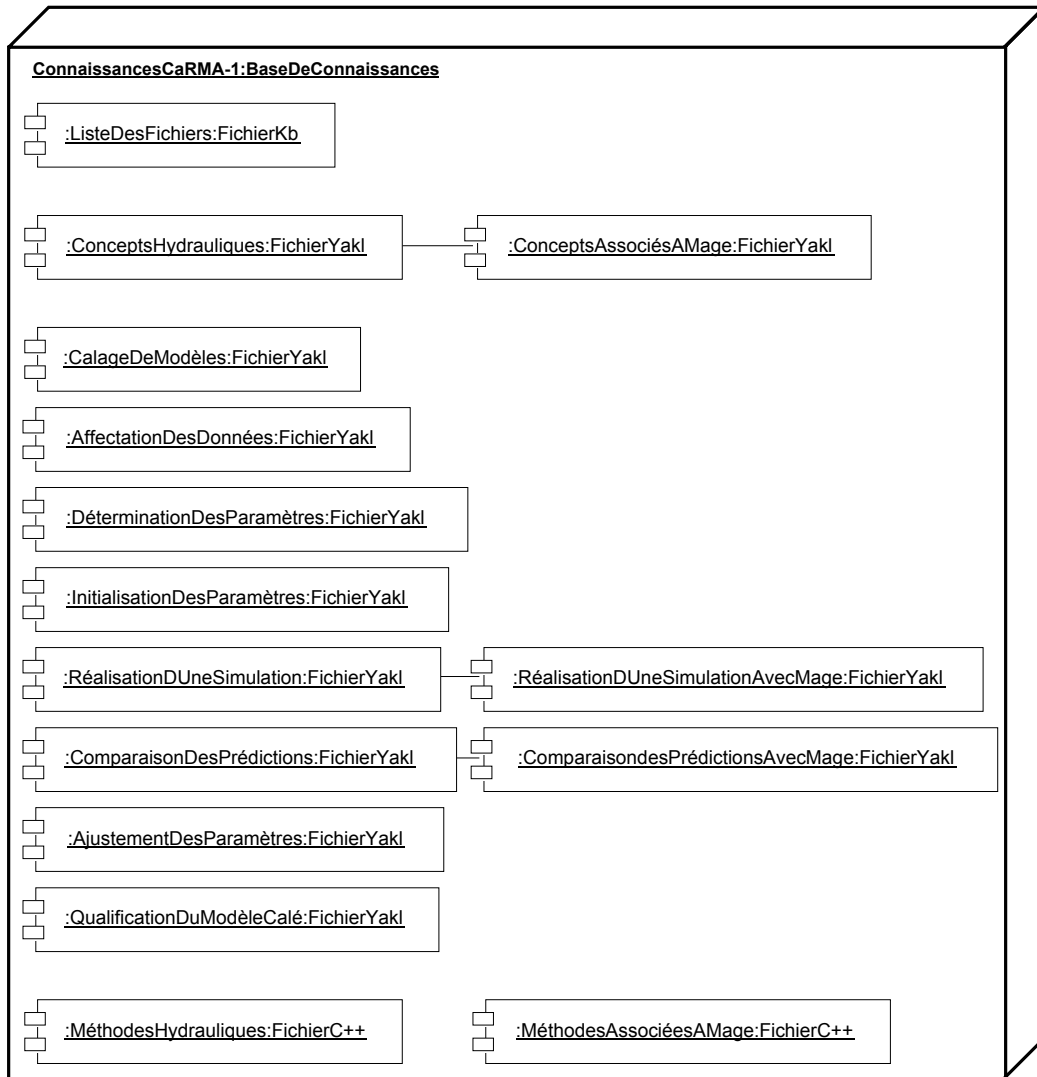 ConnaissancesCaRMA-1:BaseDeConnaissances
:ListeDesFichiers:FichierKb
:ConceptsHydrauliques:FichierYakl
:ConceptsAssociésAMage:FichierYakl
:CalageDeModèles:FichierYakl
:AffectationDesDonnées:FichierYakl
:DéterminationDesParamètres:FichierYakl
:InitialisationDesParamètres:FichierYakl
:RéalisationDUneSimulation:FichierYakl
:RéalisationDUneSimulationAvecMage:FichierYakl
:ComparaisonDesPrédictions:FichierYakl
:ComparaisondesPrédictionsAvecMage:FichierYakl
:AjustementDesParamètres:FichierYakl
:QualificationDuModèleCalé:FichierYakl
:MéthodesHydrauliques:FichierC++
:MéthodesAssociéesAMage:FichierC++